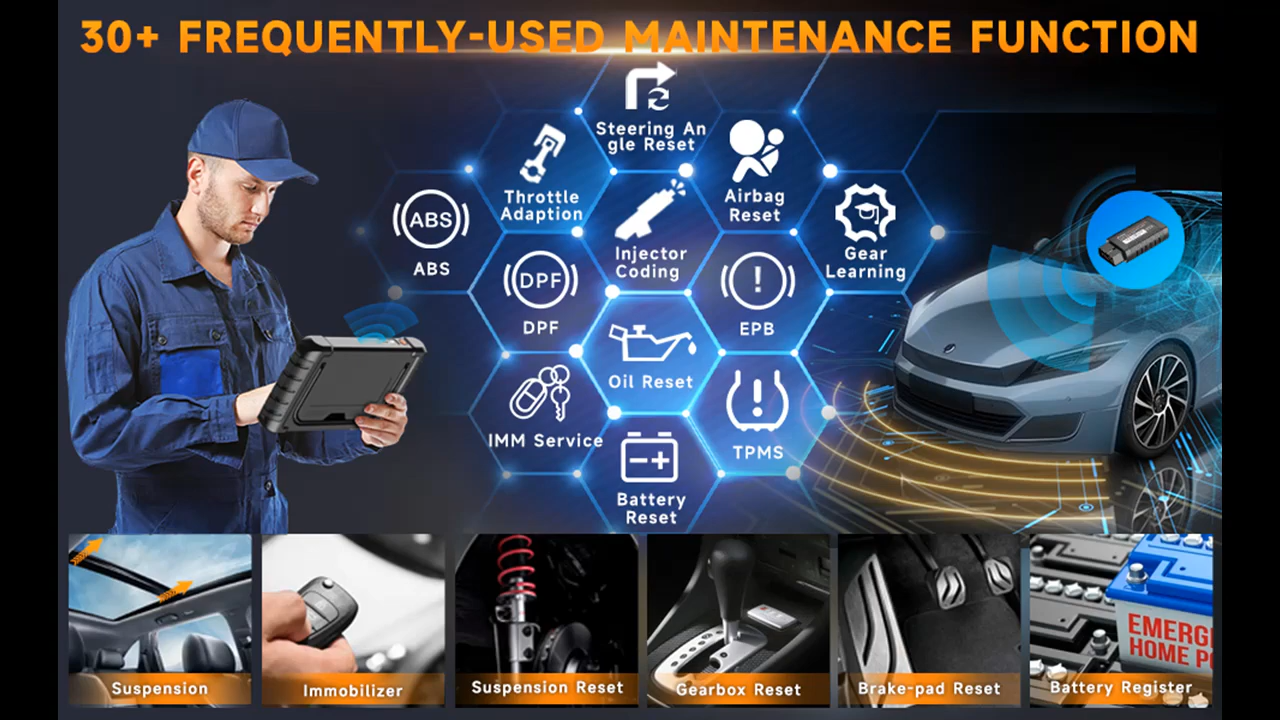 30+ FREQUENTLY-USED MAINTENANCE FUNCTION
Steering An
gle Reset
Throttle
Adaption
Airbag
Reset
ABS
ABS
Injector
Coding
Gear
Learning
DPF
DPF
EPB
Oil Reset
IMM Service
TPMS
Battery
Reset
Suspension
Immobilizer
Suspension Reset
Gearbox Reset
Brake-pad Reset
EMERG
HOME PO
Battery Register